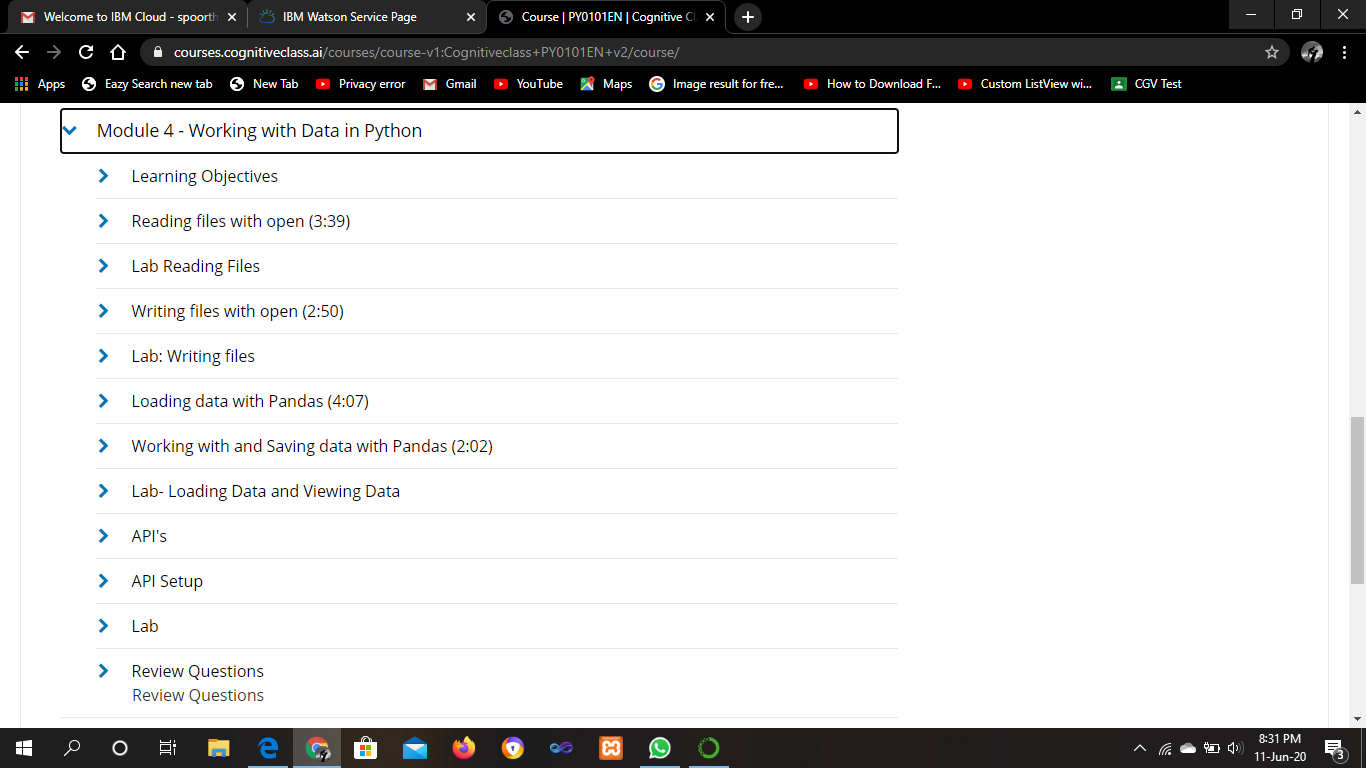 Welcome to IBM Cloud - spoorth
IBM Watson Service Page
Course | PY0101EN | Cognitive Cl
courses.cognitiveclass.ai/courses/course-v1:Cognitiveclass+PY0101EN+v2/course/
Apps
Eazy Search new tab
New Tab
Privacy error
Gmail
YouTube
Maps
Image result for fre...
How to Download F...
Custom ListView wi...
CGV Test
Module 4 - Working with Data in Python
Learning Objectives
Reading files with open (3:39)
Lab Reading Files
Writing files with open (2:50)
Lab: Writing files
Loading data with Pandas (4:07)
Working with and Saving data with Pandas (2:02)
Lab- Loading Data and Viewing Data
API's
API Setup
Lab
Review Questions
Review Questions
8:31 PM
11-Jun-20
3